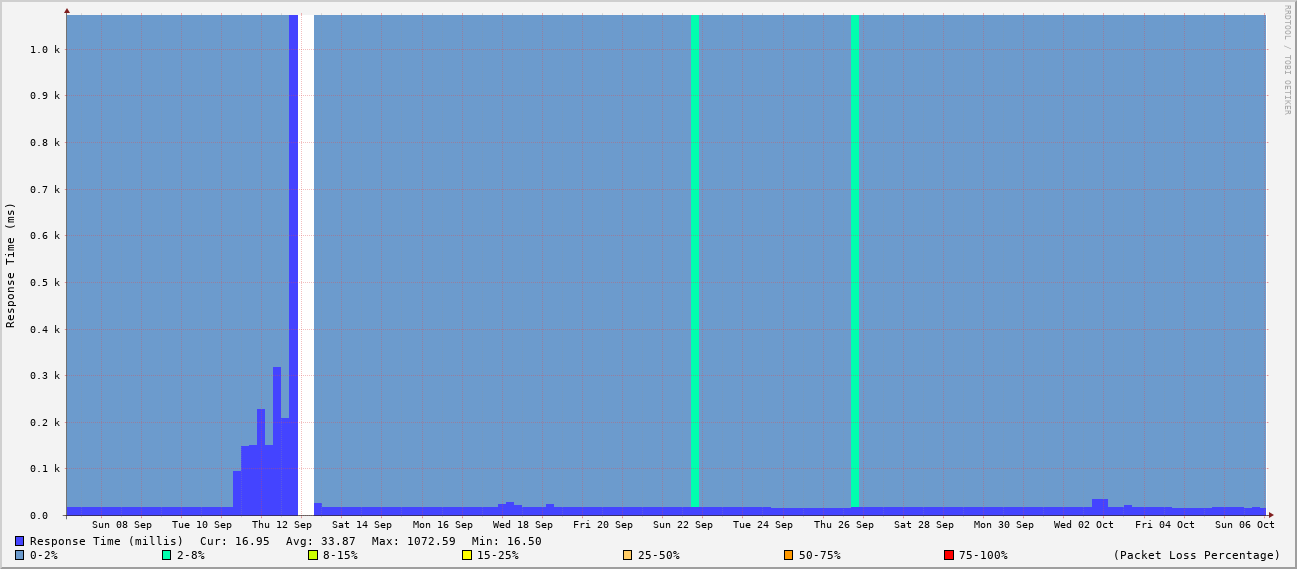 RRDTOOL / TOBI OETIKER
Response Time (ms)
1.0 k
0.9 k
0.8 k
0.7 k
0.6 k
0.5 k
0.4 k
0.3 k
0.2 k
0.1 k
0.0
Sun 08 Sep Tue 10 Sep Thu 12 Sep Sat 14 Sep Mon 16 Sep Wed 18 Sep Fri 20 Sep Sun 22 Sep Tue 24 Sep Thu 26 Sep Sat 28 Sep Mon 30 Sep Wed 02 Oct Fri 04 Oct Sun 06 Oct
Response Time (millis) Cur: 16.95 Avg: 33.87 Max: 1072.59 Min: 16.50
0-2% 2-8% 8-15% 15-25% 25-50% 50-75% 75-100% (Packet Loss Percentage)